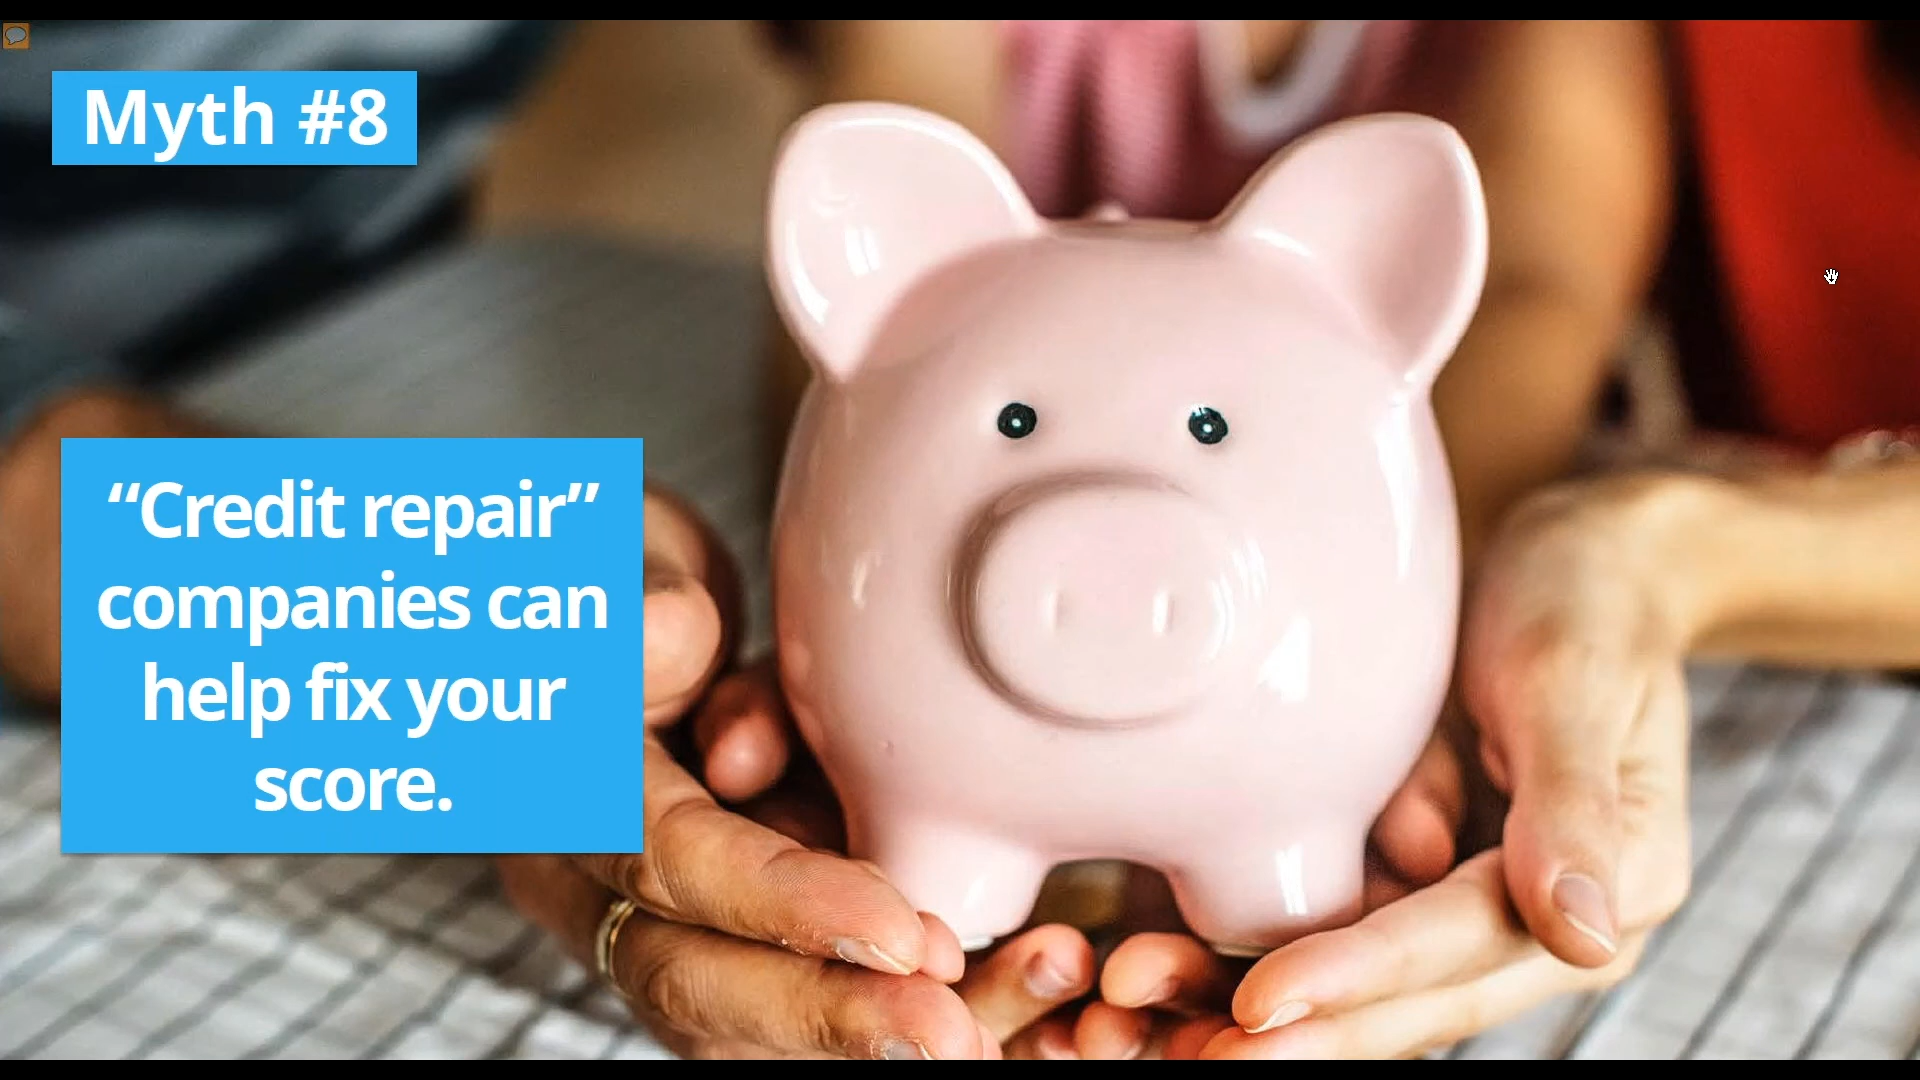 Myth #8
“Credit repair”
companies can
help fix your
score.